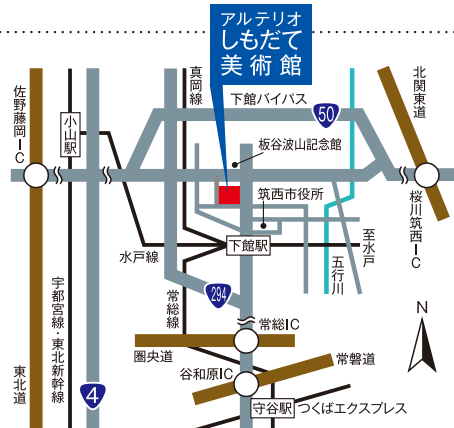 アルテリオ
しもだて
美術館
佐野藤岡IC
小山駅
真岡線
下館バイパス
50
北関東道
板谷波山記念館
筑西市役所
桜川筑西IC
水戸線
下館駅
至水戸
五行川
宇都宮線・東北新幹線
常総線
294
N
東北道
4
常総IC
圏央道
常磐道
谷和原IC
守谷駅
つくばエクスプレス